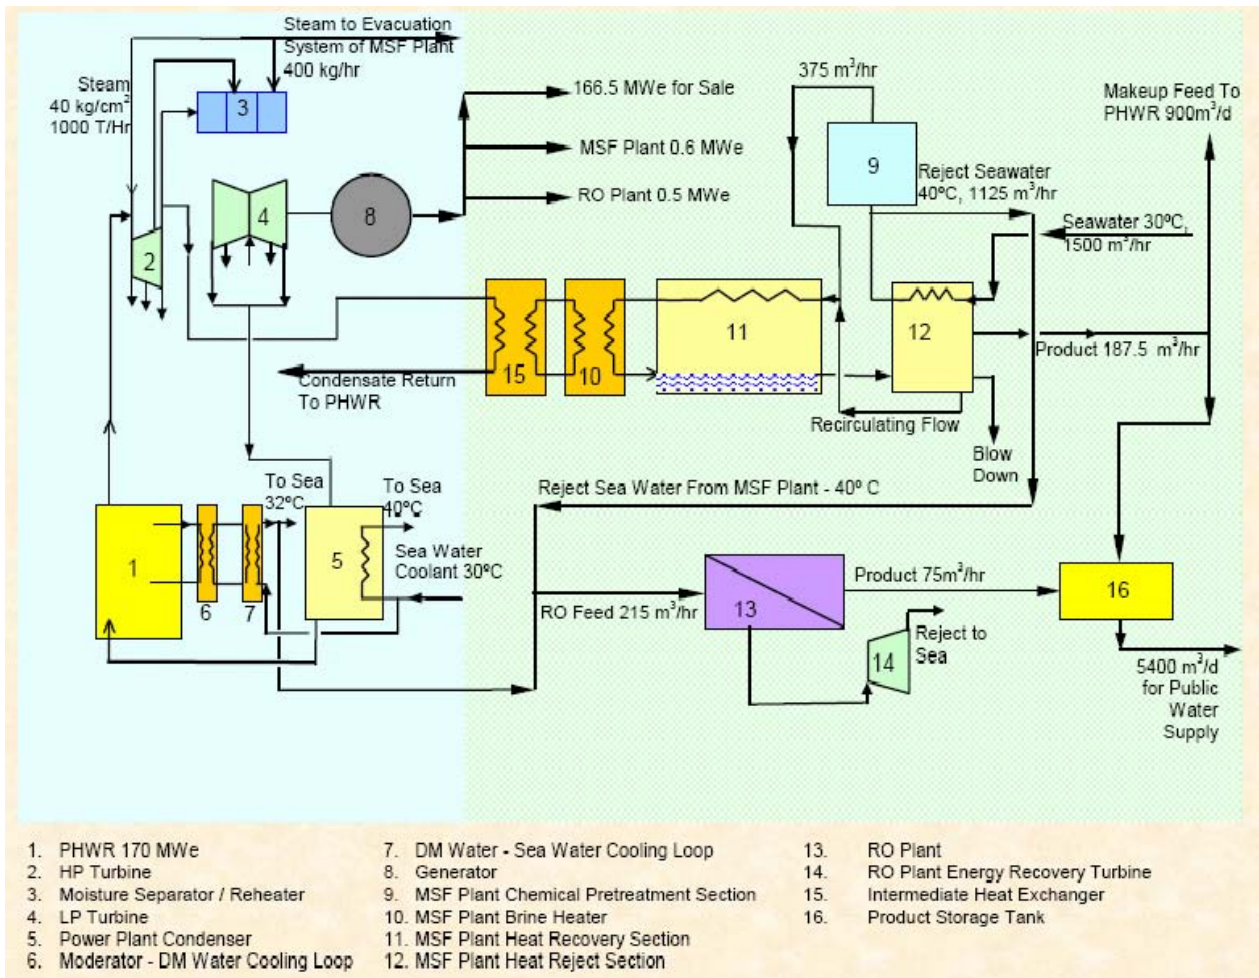 Steam to Evacuation
System of MSF Plant
400 kg/hr
Steam
40 kg/cm²
1000 T/Hr
3
166.5 MWe for Sale
MSF Plant 0.6 MWe
RO Plant 0.5 MWe
375 m³/hr
Makeup Feed To
PHWR 900m³/d
9
Reject Seawater
40ºC, 1125 m³/hr
Seawater 30ºC,
1500 m³/hr
2
4
8
15
10
11
12
Product 187.5 m³/hr
Condensate Return
To PHWR
Recirculating Flow
Blow
Down
To Sea
32ºC
To Sea
40ºC
Reject Sea Water From MSF Plant - 40º C
1
6
7
5
Sea Water
Coolant 30ºC
RO Feed 215 m³/hr
13
Product 75m³/hr
14
Reject to
Sea
16
5400 m³/d
for Public
Water
Supply
1. PHWR 170 MWe
2. HP Turbine
3. Moisture Separator / Reheater
4. LP Turbine
5. Power Plant Condenser
6. Moderator - DM Water Cooling Loop
7. DM Water - Sea Water Cooling Loop
8. Generator
9. MSF Plant Chemical Pretreatment Section
10. MSF Plant Brine Heater
11. MSF Plant Heat Recovery Section
12. MSF Plant Heat Reject Section
13. RO Plant
14. RO Plant Energy Recovery Turbine
15. Intermediate Heat Exchanger
16. Product Storage Tank